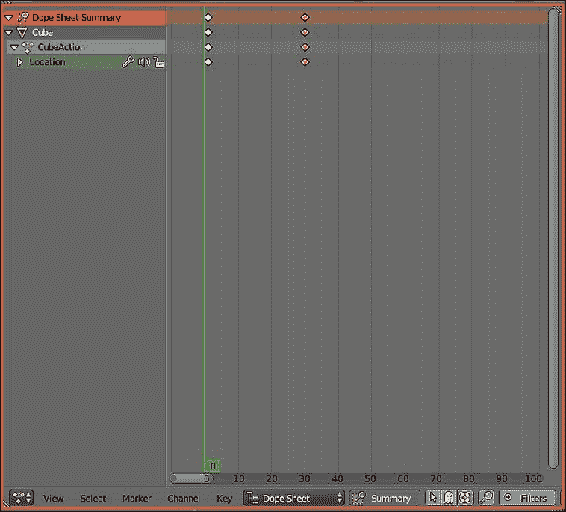 Dope Sheet Summary
Cube
CubeAction
Location
0 10 20 30 40 50 60 70 80 90 100
View Select Marker Channel Key Dope Sheet Summary Filters